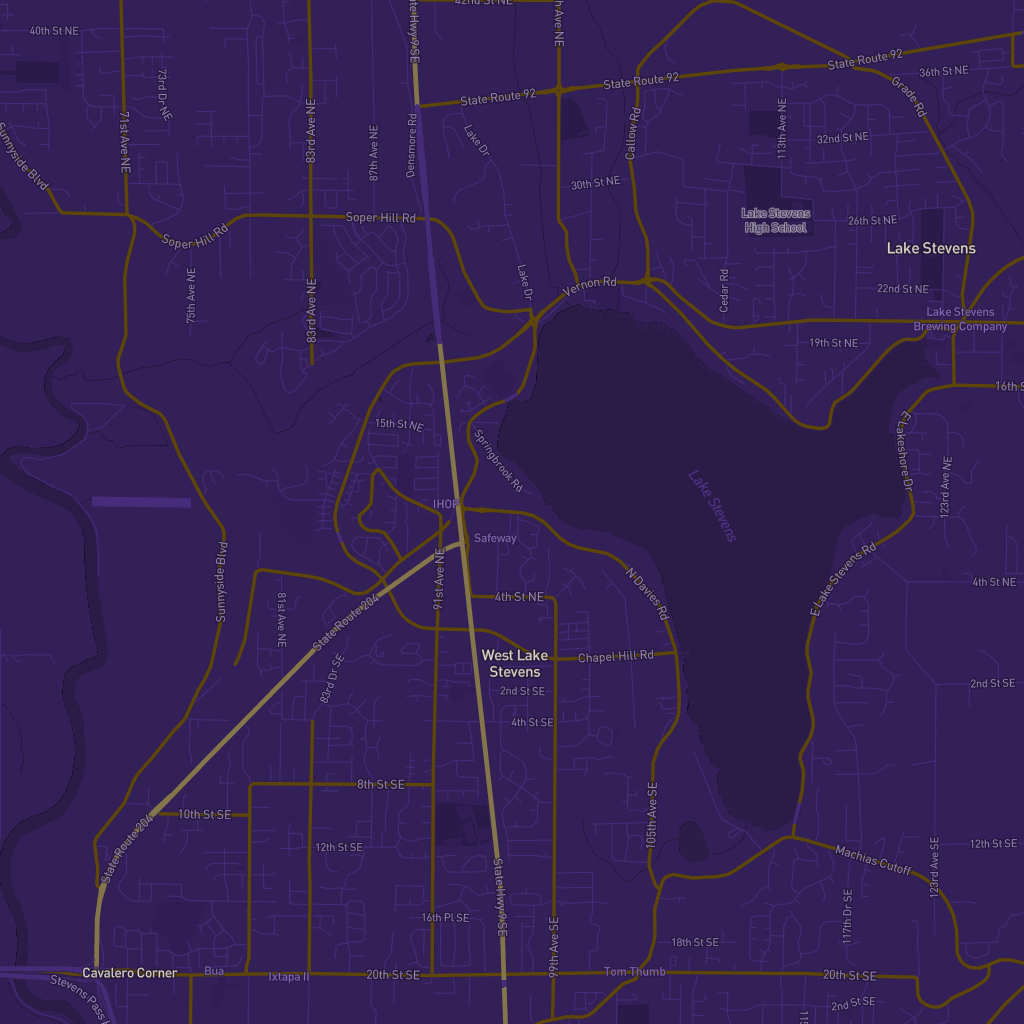 42nd St NE
State Route 92
40th St NE
State Hwy 9 SE
36th St NE
73rd Dr NE
State Route 92
State Route 92
Grade Rd
71st Ave NE
83rd Ave NE
87th Ave NE
Densmore Rd
Lake Dr
Callow Rd
113th Ave NE
32nd St NE
Sunnyside Blvd
30th St NE
Soper Hill Rd
Lake Stevens
High School
26th St NE
Soper Hill Rd
Lake Stevens
75th Ave NE
83rd Ave NE
Lake Dr
Vernon Rd
Cedar Rd
22nd St NE
Lake Stevens
Brewing Company
19th St NE
15th St NE
Springbrook Rd
E Lakeshore Dr
123rd Ave NE
IHOP
Lake Stevens
Safeway
Sunnyside Blvd
81st Ave NE
91st Ave NE
4th St NE
N Davies Rd
E Lake Stevens Rd
4th St NE
State Route 204
83rd Dr SE
West Lake
Stevens
Chapel Hill Rd
2nd St SE
2nd St SE
4th St SE
8th St SE
10th St SE
State Route 204
12th St SE
105th Ave SE
Machias Cutoff
12th St SE
123rd Ave SE
State Hwy 9 SE
16th Pl SE
99th Ave SE
117th Dr SE
18th St SE
Cavalero Corner
Bua
Ixtapa II
20th St SE
Tom Thumb
20th St SE
2nd St SE